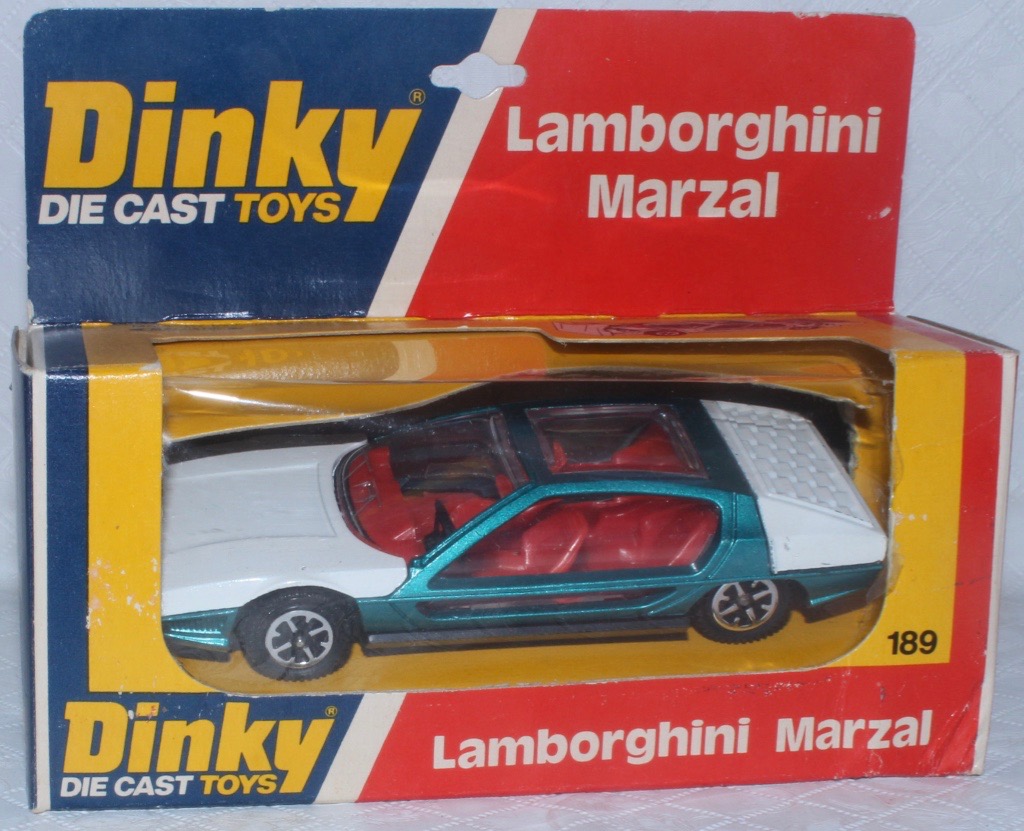 Dinky®
DIE CAST TOYS
Lamborghini
Marzal
189
Dinky®
DIE CAST TOYS
Lamborghini Marzal